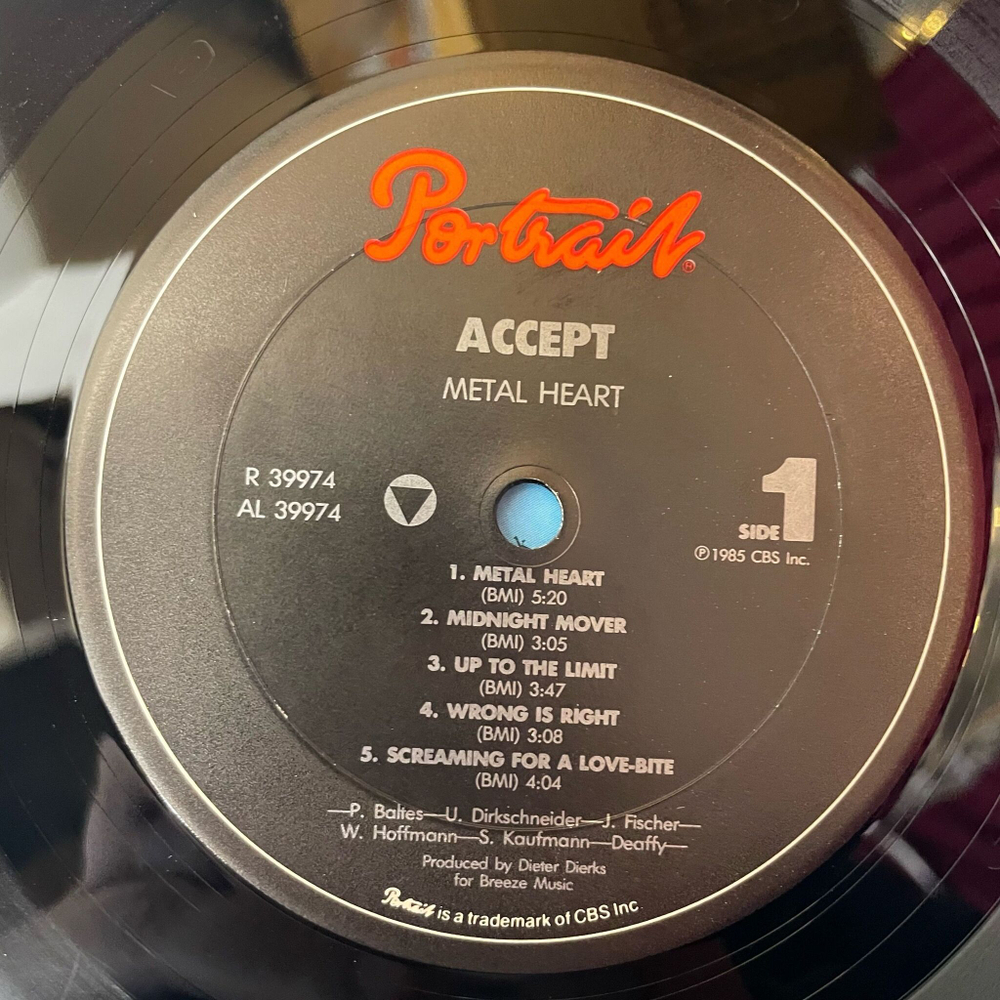 Portrait®
ACCEPT
METAL HEART
R 39974
AL 39974
SIDE 1
℗1985 CBS Inc.
1. METAL HEART
(BMI) 5:20
2. MIDNIGHT MOVER
(BMI) 3:05
3. UP TO THE LIMIT
(BMI) 3:47
4. WRONG IS RIGHT
(BMI) 3:08
5. SCREAMING FOR A LOVE-BITE
(BMI) 4:04
—P. Baltes—U. Dirkschneider—J. Fischer—
W. Hoffmann—S. Kaufmann—Deaffy—
Produced by Dieter Dierks
for Breeze Music
Portrait is a trademark of CBS Inc